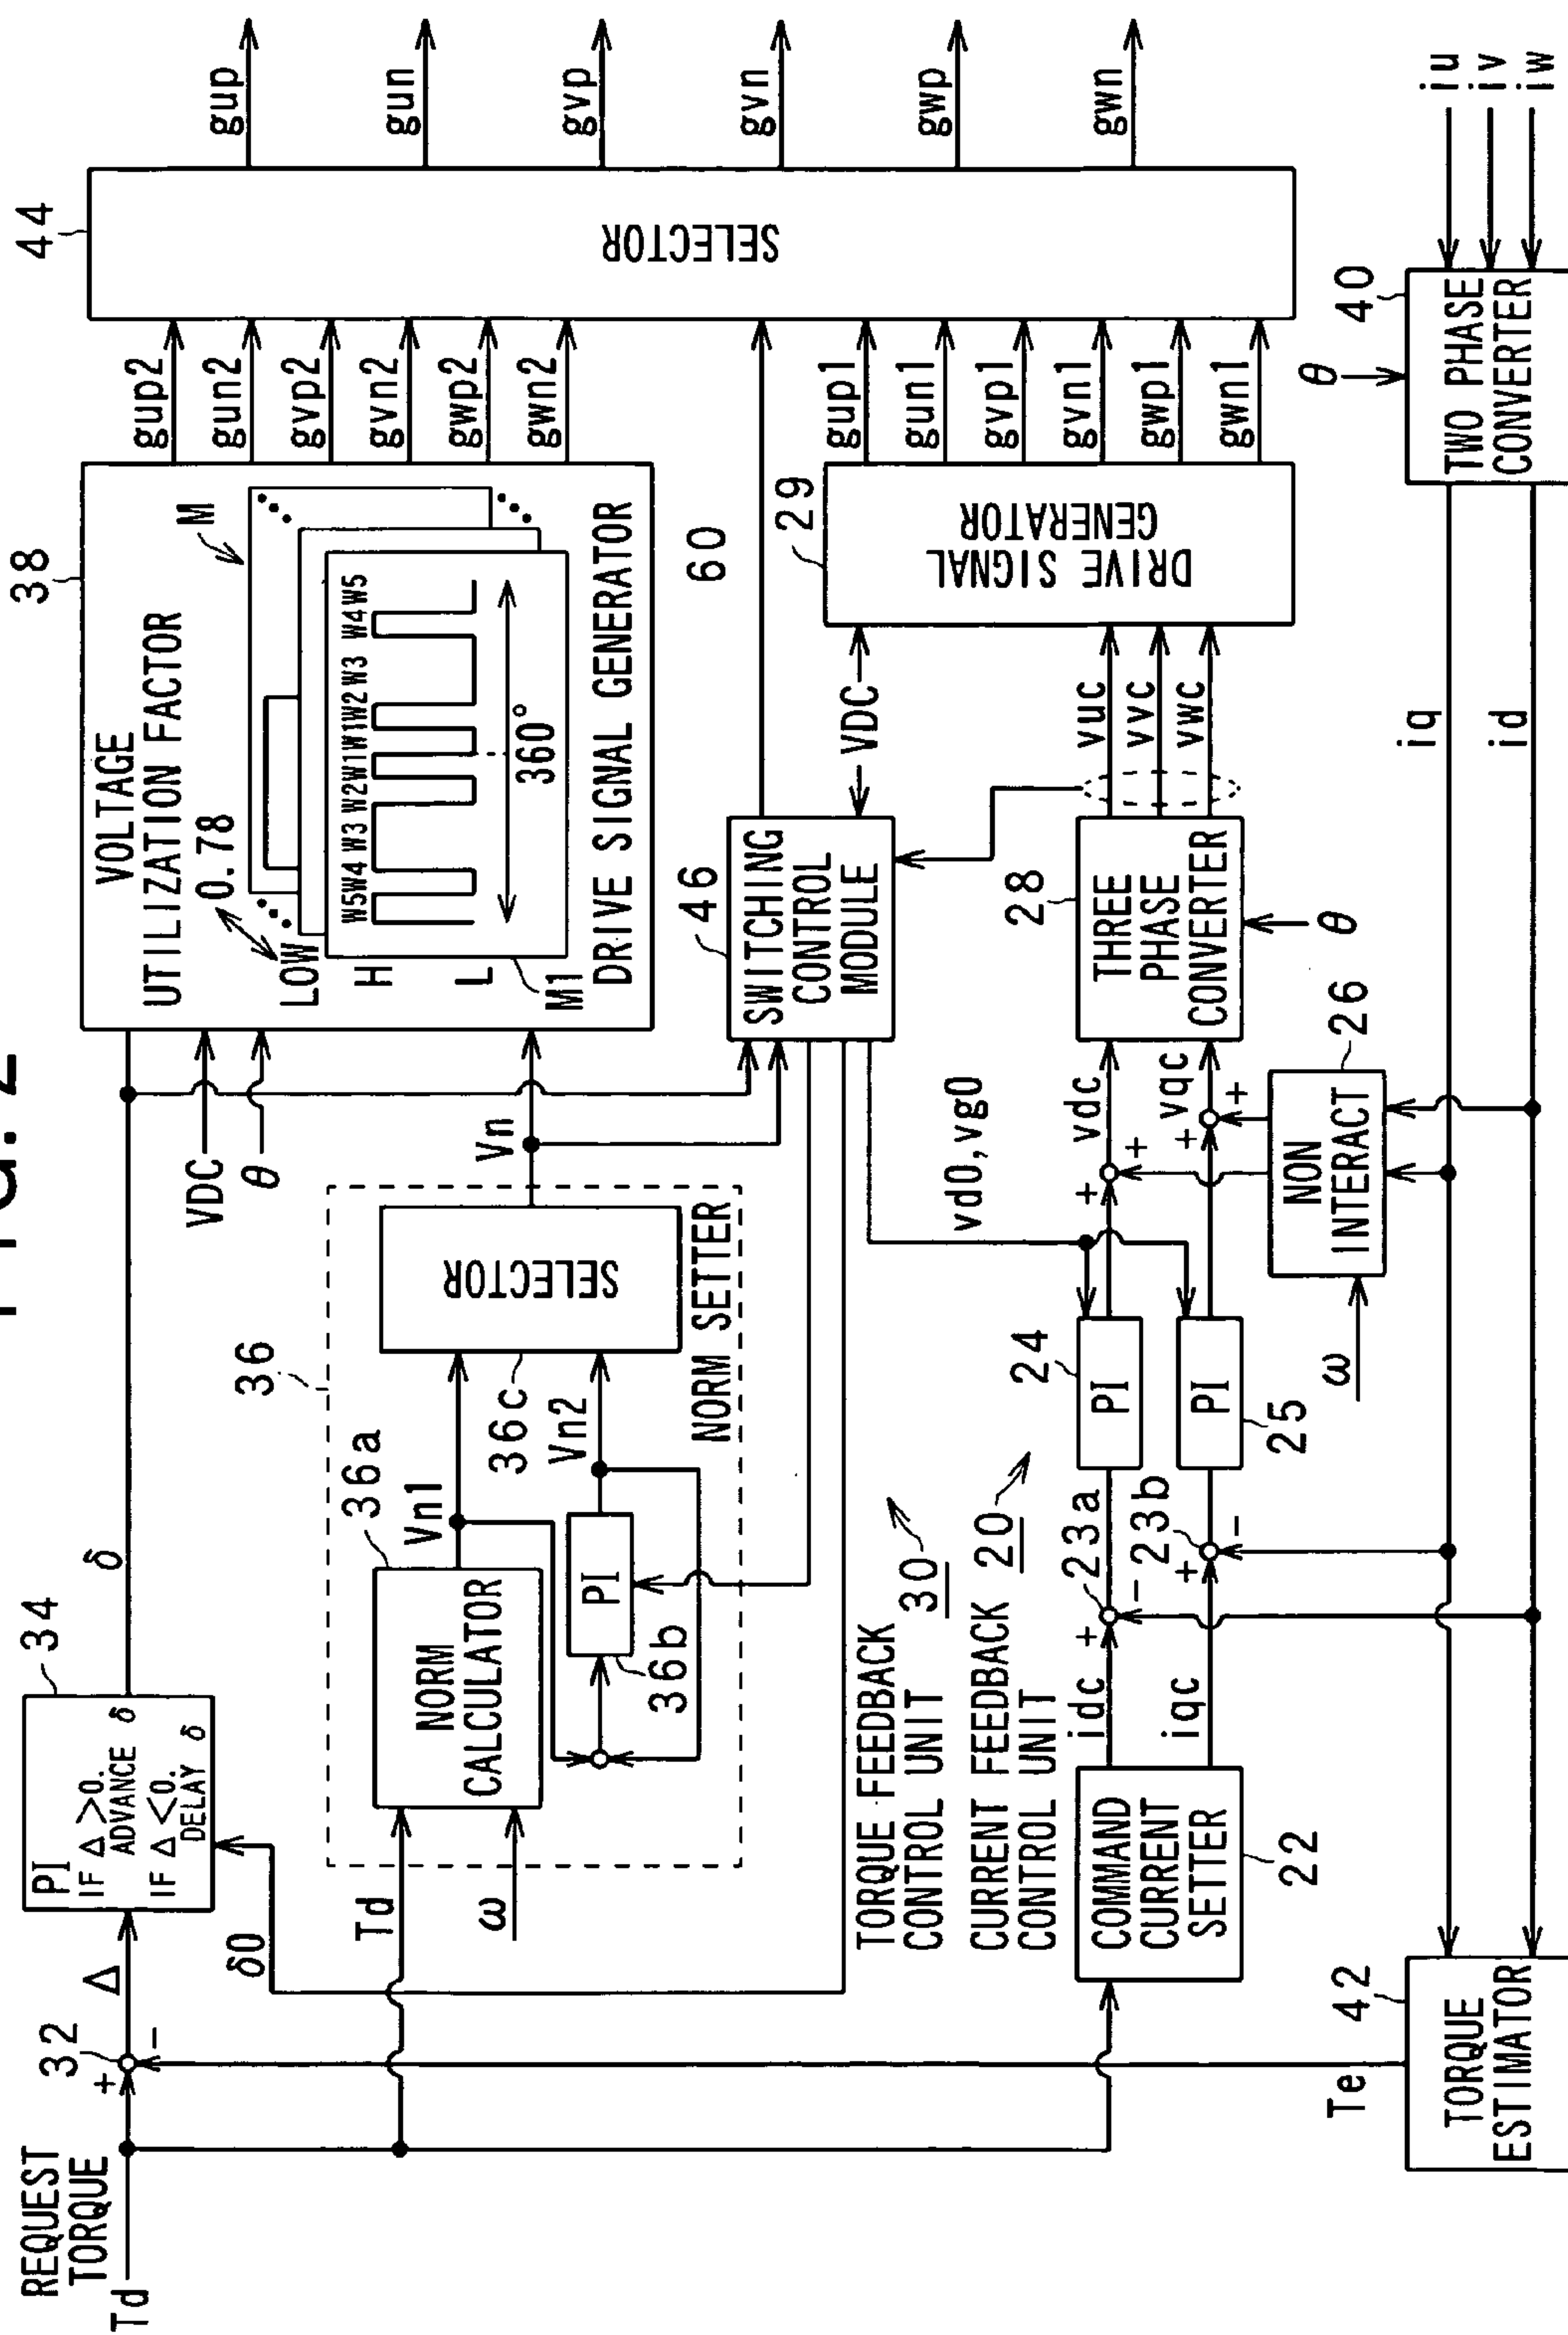 FIG. 2
REQUEST
TORQUE
Td
32
+
-
Δ
34
PI
IF Δ>0.
ADVANCE δ
IF Δ<0.
DELAY δ
δ0
δ
Td
ω
36
36a
NORM
CALCULATOR
Vn1
36b
PI
Vn2
36c
SELECTOR
NORM SETTER
Vn
VDC
θ
38
VOLTAGE
UTILIZATION FACTOR
0.78
LOW
M
H
L
W5W4 W3 W2W1W1W2 W3 W4W5
360°
M1
DRIVE SIGNAL GENERATOR
gup2
gun2
gvp2
gvn2
gwp2
gwn2
44
SELECTOR
gup
gun
gvp
gvn
gwp
gwn
46
SWITCHING
CONTROL
MODULE
60
VDC
TORQUE FEEDBACK
CONTROL UNIT
30
CURRENT FEEDBACK
CONTROL UNIT
20
vd0,vg0
COMMAND
CURRENT
SETTER
22
idc
iqc
+
-
23a
+
-
23b
24
PI
PI
25
+
+
vdc
+
+
vqc
ω
NON
INTERACT
26
28
THREE
PHASE
CONVERTER
θ
vuc
vvc
vwc
29
DRIVE SIGNAL
GENERATOR
gup1
gun1
gvp1
gvn1
gwp1
gwn1
Te
42
TORQUE
ESTIMATOR
iq
id
θ
40
TWO PHASE
CONVERTER
iu
iv
iw